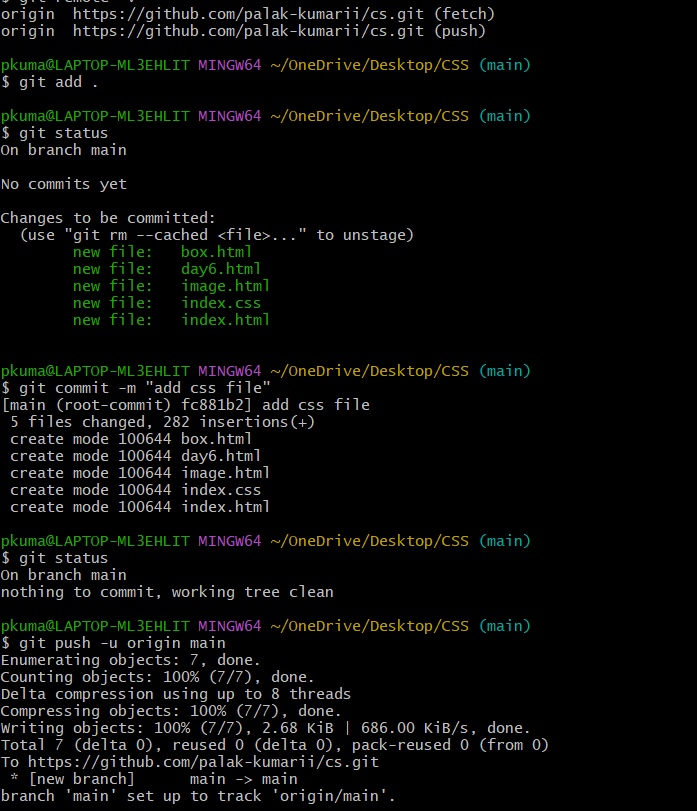 $ git remote -v
origin  https://github.com/palak-kumarii/cs.git (fetch)
origin  https://github.com/palak-kumarii/cs.git (push)
pkuma@LAPTOP-ML3EHLIT MINGW64 ~/OneDrive/Desktop/CSS (main)
$ git add .
pkuma@LAPTOP-ML3EHLIT MINGW64 ~/OneDrive/Desktop/CSS (main)
$ git status
On branch main
No commits yet
Changes to be committed:
  (use "git rm --cached <file>..." to unstage)
        new file:   box.html
        new file:   day6.html
        new file:   image.html
        new file:   index.css
        new file:   index.html
pkuma@LAPTOP-ML3EHLIT MINGW64 ~/OneDrive/Desktop/CSS (main)
$ git commit -m "add css file"
[main (root-commit) fc881b2] add css file
 5 files changed, 282 insertions(+)
 create mode 100644 box.html
 create mode 100644 day6.html
 create mode 100644 image.html
 create mode 100644 index.css
 create mode 100644 index.html
pkuma@LAPTOP-ML3EHLIT MINGW64 ~/OneDrive/Desktop/CSS (main)
$ git status
On branch main
nothing to commit, working tree clean
pkuma@LAPTOP-ML3EHLIT MINGW64 ~/OneDrive/Desktop/CSS (main)
$ git push -u origin main
Enumerating objects: 7, done.
Counting objects: 100% (7/7), done.
Delta compression using up to 8 threads
Compressing objects: 100% (7/7), done.
Writing objects: 100% (7/7), 2.68 KiB | 686.00 KiB/s, done.
Total 7 (delta 0), reused 0 (delta 0), pack-reused 0 (from 0)
To https://github.com/palak-kumarii/cs.git
 * [new branch]      main -> main
branch 'main' set up to track 'origin/main'.